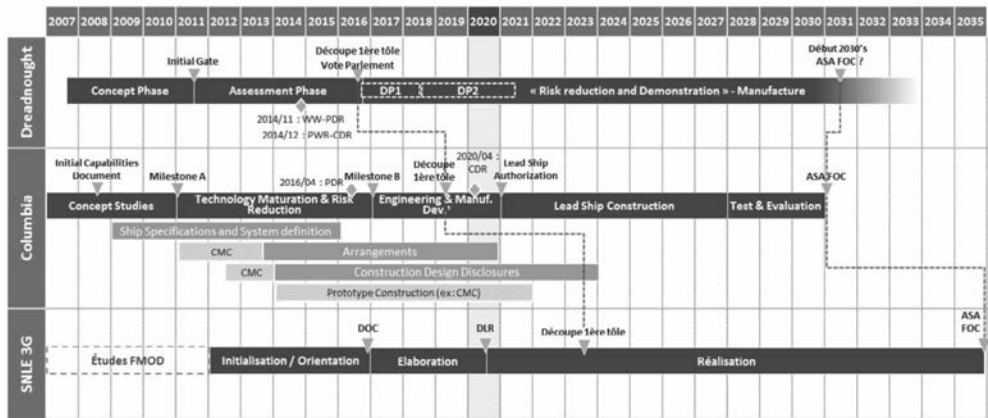 2007 2008 2009 2010 2011 2012 2013 2014 2015 2016 2017 2018 2019 2020 2021 2022 2023 2024 2025 2026 2027 2028 2029 2030 2031 2032 2033 2034 2035
Dreadnought
Initial Gate
Découpe 1ère tôle
Vote Parlement
Début 2030's
ASA FOC ?
Concept Phase
Assessment Phase
DP1
DP2
« Risk reduction and Demonstration » - Manufacture
2014/11 : WW-PDR
2014/12 : PWR-CDR
Columbia
Initial Capabilities
Document
Milestone A
2016/04 : PDR
Milestone B
Découpe
1ère tôle
2020/04 :
CDR
Lead Ship
Authorization
ASA FOC
Concept Studies
Technology Maturation & Risk
Reduction
Engineering & Manuf.
Dev.¹
Lead Ship Construction
Test & Evaluation
Ship Specifications and System definition
CMC
Arrangements
CMC
Construction Design Disclosures
Prototype Construction (ex: CMC)
SNLE 3G
DOC
DLR
Découpe 1ère tôle
ASA
FOC
Études FMOD
Initialisation / Orientation
Elaboration
Réalisation